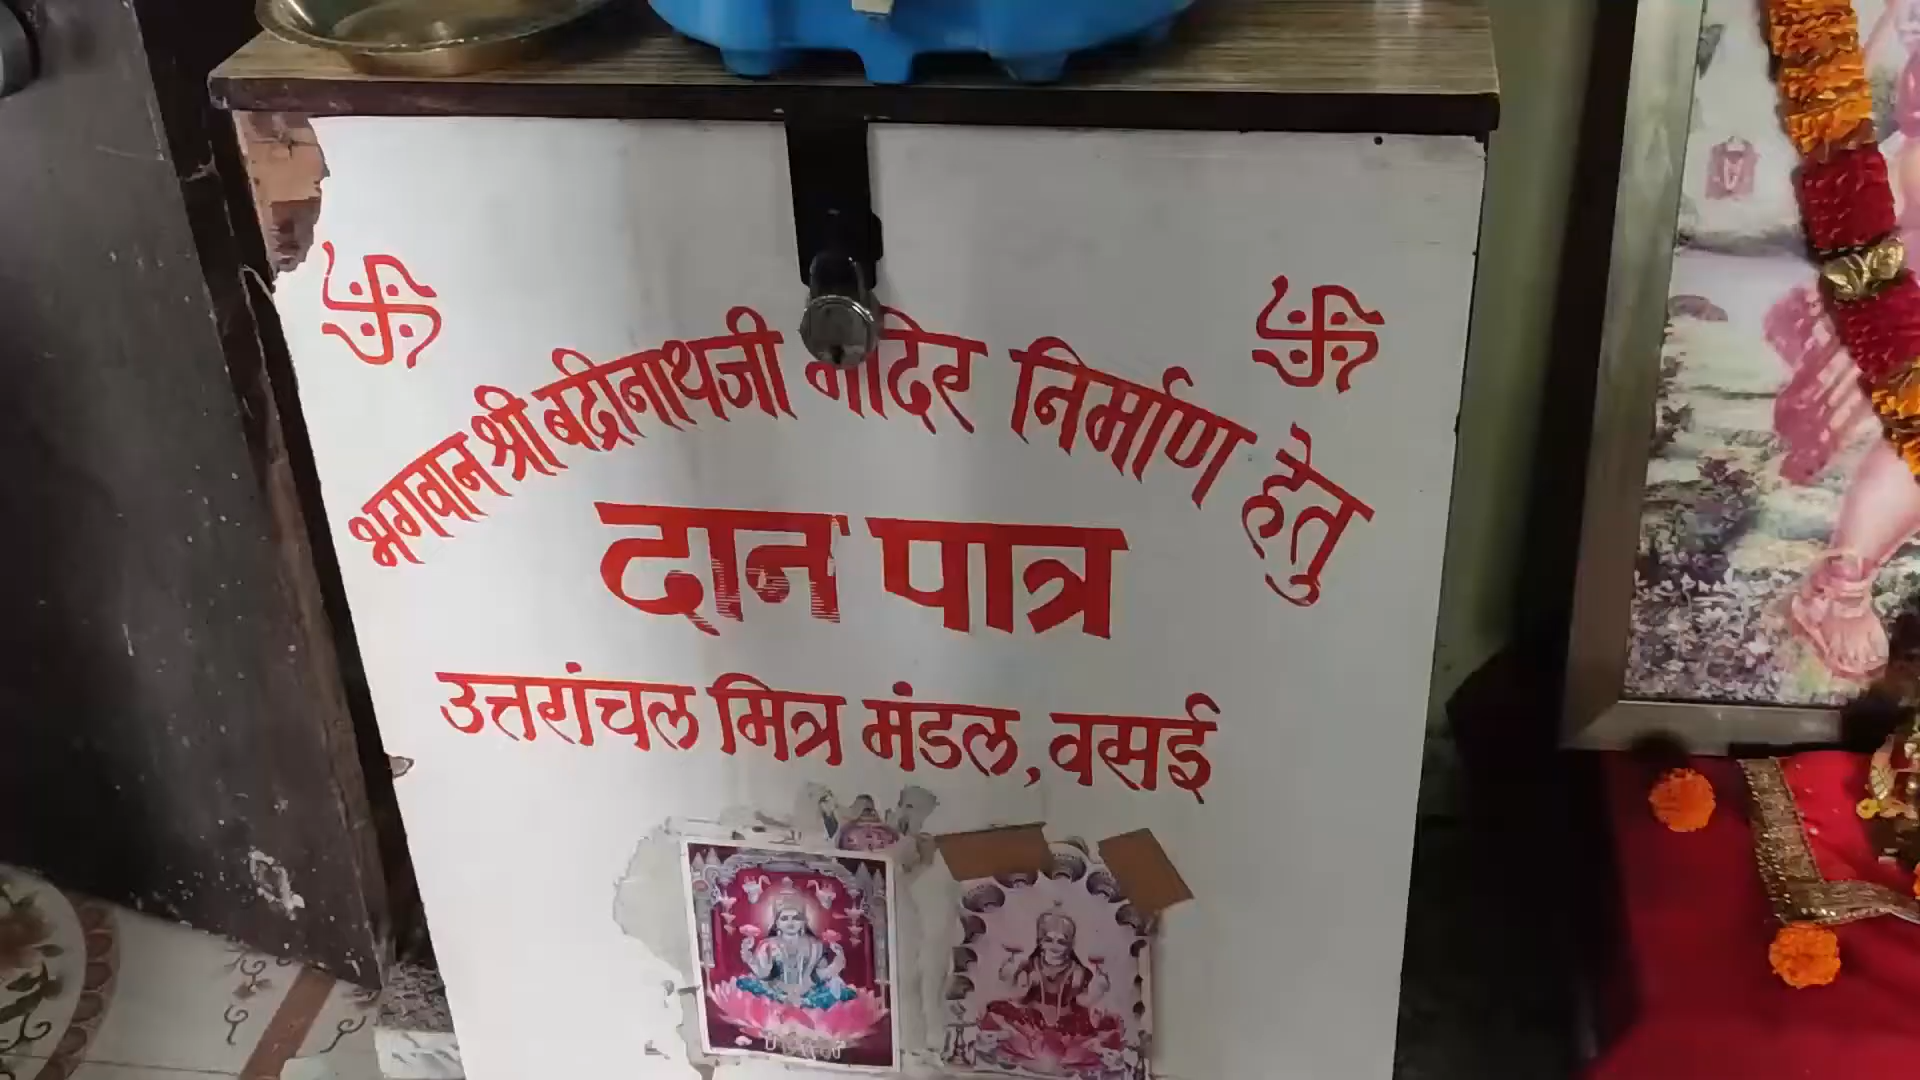 भगवान श्री बद्रीनाथजी मंदिर निर्माण हेतु
दान पात्र
उत्तरांचल मित्र मंडल, वसई